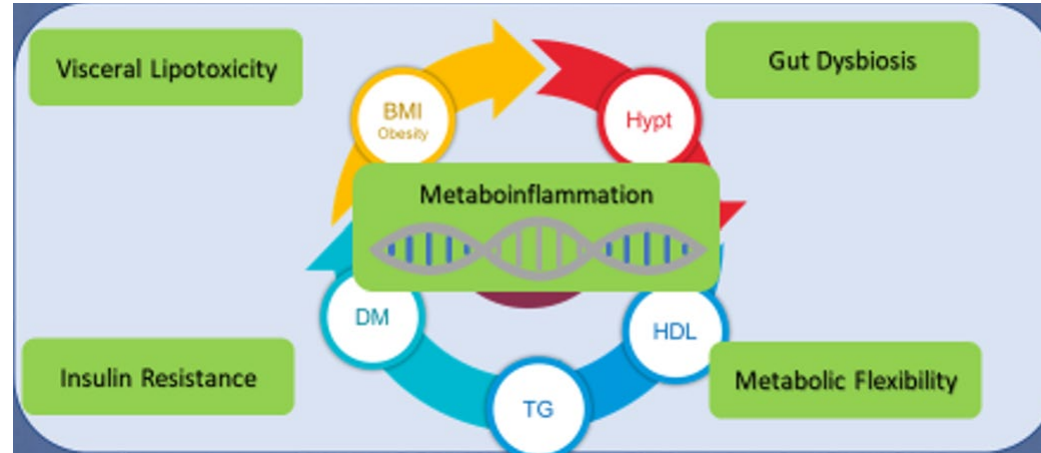 Visceral Lipotoxicity
Gut Dysbiosis
BMI
Obesity
Hypt
Metaboinflammation
DM
HDL
TG
Insulin Resistance
Metabolic Flexibility